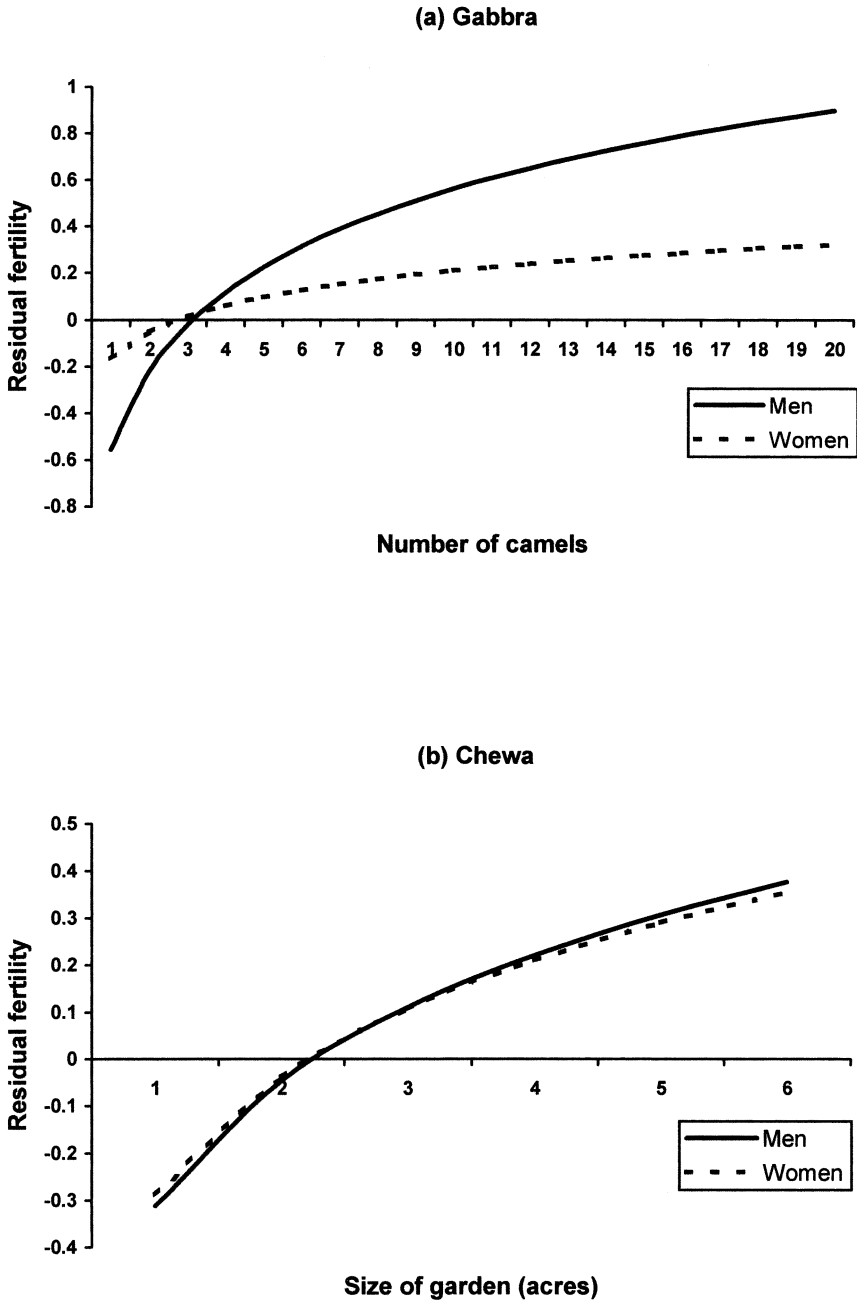 (a) Gabbra
1
0.8
0.6
0.4
0.2
0
-0.2
-0.4
-0.6
-0.8
Residual fertility
1 2 3 4 5 6 7 8 9 10 11 12 13 14 15 16 17 18 19 20
Men
Women
Number of camels
(b) Chewa
0.5
0.4
0.3
0.2
0.1
0
-0.1
-0.2
-0.3
-0.4
Residual fertility
1 2 3 4 5 6
Men
Women
Size of garden (acres)